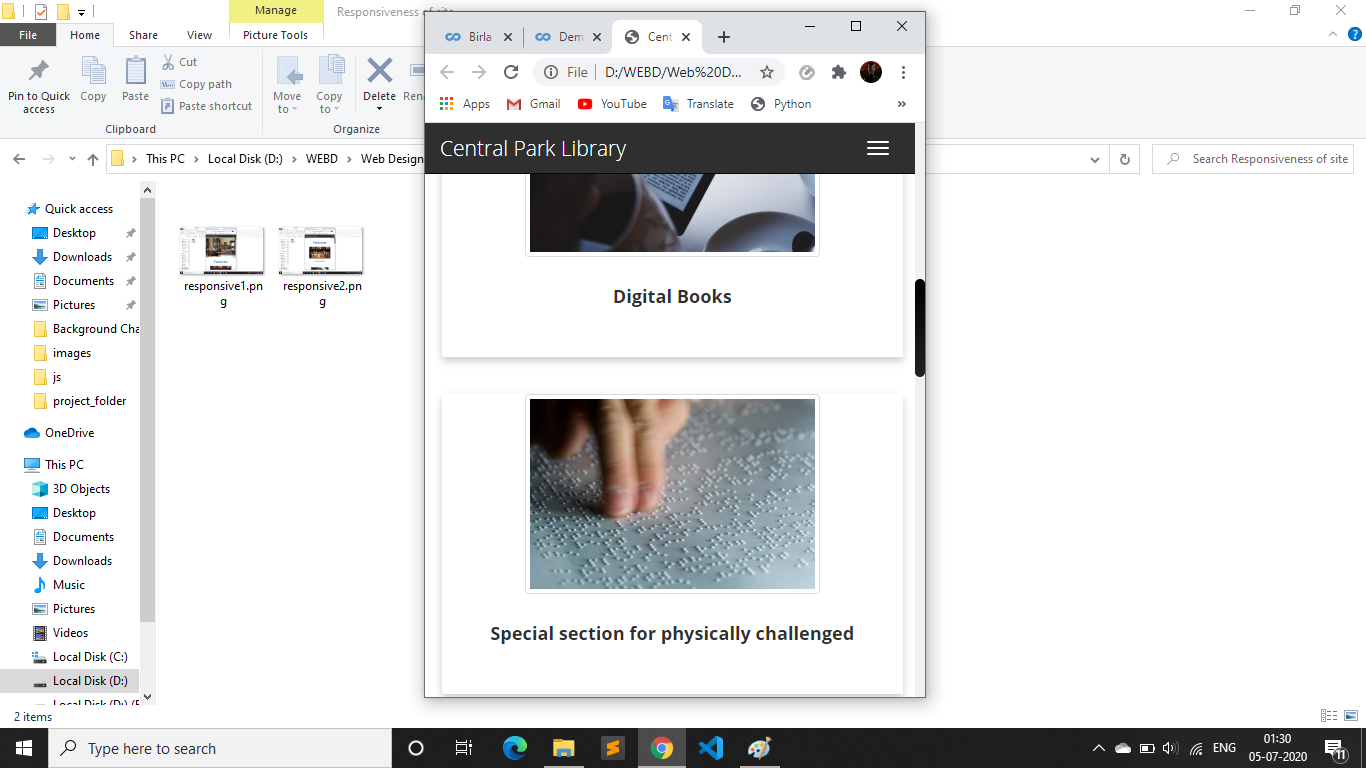 Manage
Responsiveness of site
File
Home
Share
View
Picture Tools
Pin to Quick
access
Copy
Paste
Cut
Copy path
Paste shortcut
Clipboard
Move
to
Copy
to
Delete
Organize
This PC
Local Disk (D:)
WEBD
Web Design
Search Responsiveness of site
Quick access
Desktop
Downloads
Documents
Pictures
Background Cha
images
js
project_folder
OneDrive
This PC
3D Objects
Desktop
Documents
Downloads
Music
Pictures
Videos
Local Disk (C:)
Local Disk (D:)
responsive1.pn
g
responsive2.pn
g
2 items
Birla
Dem
Cent
File
D:/WEBD/Web%20D...
Apps
Gmail
YouTube
Translate
Python
»
Central Park Library
Digital Books
Special section for physically challenged
Type here to search
ENG
01:30
05-07-2020
11